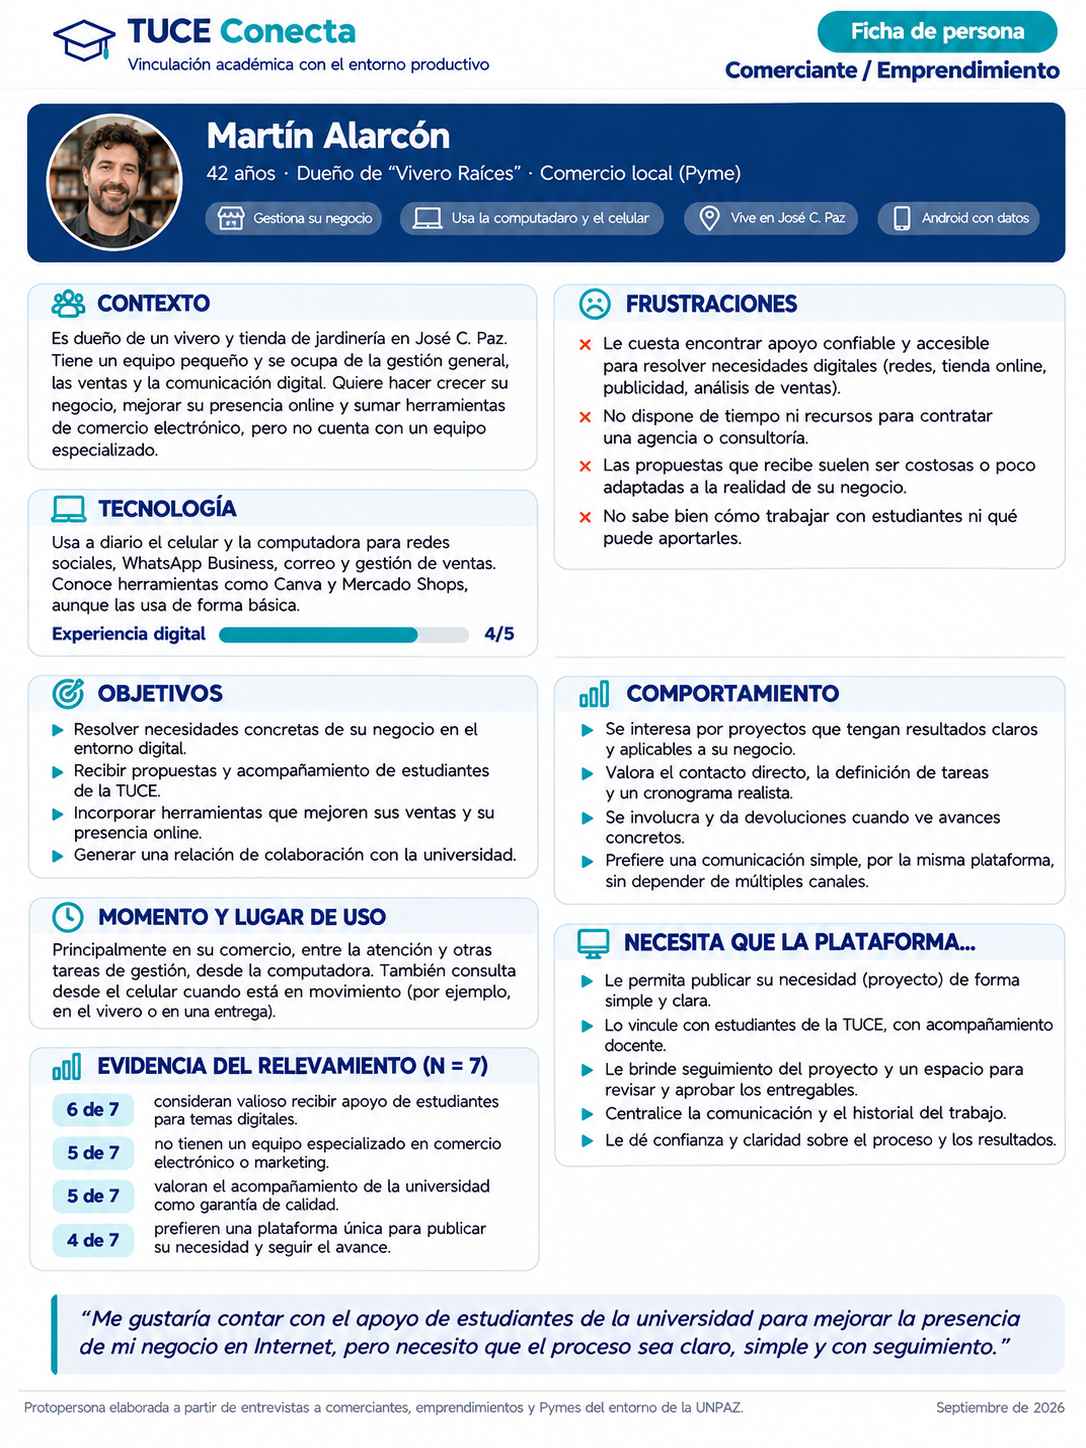 TUCE Conecta
Vinculación académica con el entorno productivo
Ficha de persona
Comerciante / Emprendimiento
Martín Alarcón
42 años · Dueño de “Vivero Raíces” · Comercio local (Pyme)
Gestiona su negocio
Usa la computadaro y el celular
Vive en José C. Paz
Android con datos
CONTEXTO
Es dueño de un vivero y tienda de jardinería en José C. Paz.
Tiene un equipo pequeño y se ocupa de la gestión general,
las ventas y la comunicación digital. Quiere hacer crecer su
negocio, mejorar su presencia online y sumar herramientas
de comercio electrónico, pero no cuenta con un equipo
especializado.
TECNOLOGÍA
Usa a diario el celular y la computadora para redes
sociales, WhatsApp Business, correo y gestión de ventas.
Conoce herramientas como Canva y Mercado Shops,
aunque las usa de forma básica.
Experiencia digital 4/5
OBJETIVOS
Resolver necesidades concretas de su negocio en el
entorno digital.
Recibir propuestas y acompañamiento de estudiantes
de la TUCE.
Incorporar herramientas que mejoren sus ventas y su
presencia online.
Generar una relación de colaboración con la universidad.
MOMENTO Y LUGAR DE USO
Principalmente en su comercio, entre la atención y otras
tareas de gestión, desde la computadora. También consulta
desde el celular cuando está en movimiento (por ejemplo,
en el vivero o en una entrega).
EVIDENCIA DEL RELEVAMIENTO (N = 7)
6 de 7
consideran valioso recibir apoyo de estudiantes
para temas digitales.
5 de 7
no tienen un equipo especializado en comercio
electrónico o marketing.
5 de 7
valoran el acompañamiento de la universidad
como garantía de calidad.
4 de 7
prefieren una plataforma única para publicar
su necesidad y seguir el avance.
FRUSTRACIONES
Le cuesta encontrar apoyo confiable y accesible
para resolver necesidades digitales (redes, tienda online,
publicidad, análisis de ventas).
No dispone de tiempo ni recursos para contratar
una agencia o consultoría.
Las propuestas que recibe suelen ser costosas o poco
adaptadas a la realidad de su negocio.
No sabe bien cómo trabajar con estudiantes ni qué
puede aportarles.
COMPORTAMIENTO
Se interesa por proyectos que tengan resultados claros
y aplicables a su negocio.
Valora el contacto directo, la definición de tareas
y un cronograma realista.
Se involucra y da devoluciones cuando ve avances
concretos.
Prefiere una comunicación simple, por la misma plataforma,
sin depender de múltiples canales.
NECESITA QUE LA PLATAFORMA...
Le permita publicar su necesidad (proyecto) de forma
simple y clara.
Lo vincule con estudiantes de la TUCE, con acompañamiento
docente.
Le brinde seguimiento del proyecto y un espacio para
revisar y aprobar los entregables.
Centralice la comunicación y el historial del trabajo.
Le dé confianza y claridad sobre el proceso y los resultados.
“Me gustaría contar con el apoyo de estudiantes de la universidad para mejorar la presencia
de mi negocio en Internet, pero necesito que el proceso sea claro, simple y con seguimiento.”
Protopersona elaborada a partir de entrevistas a comerciantes, emprendimientos y Pymes del entorno de la UNPAZ.
Septiembre de 2026